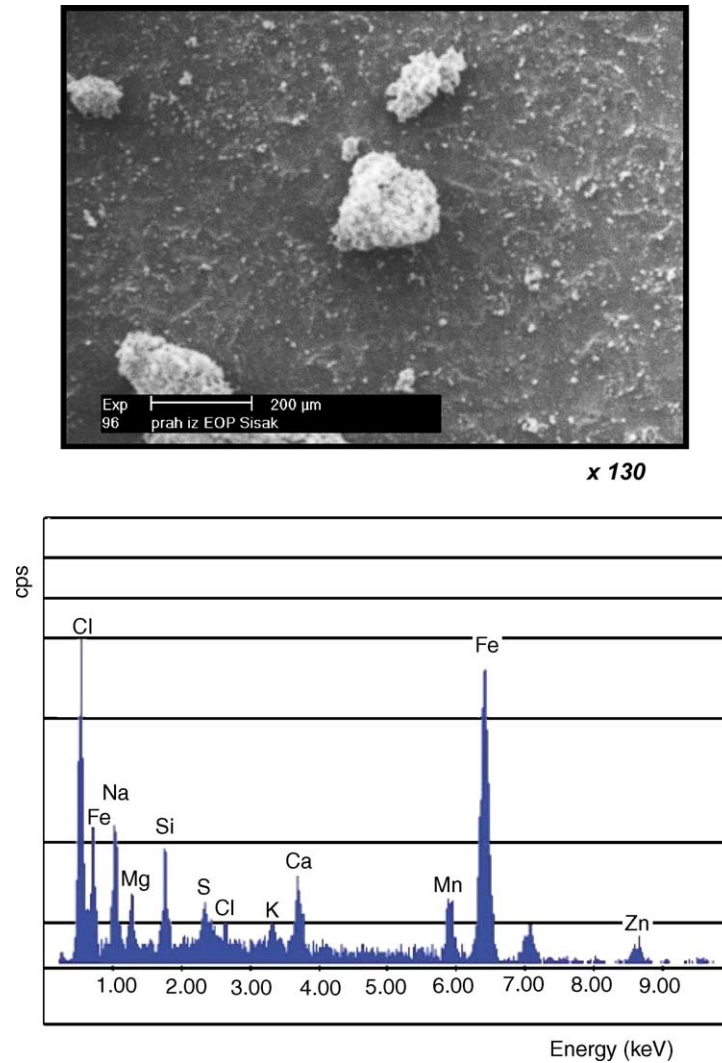 Exp 200 µm
96 prah iz EOP Sisak
x 130
cps
Cl
Fe
Na
Mg
Si
S
Cl
K
Ca
Mn
Fe
Zn
1.00 2.00 3.00 4.00 5.00 6.00 7.00 8.00 9.00
Energy (keV)